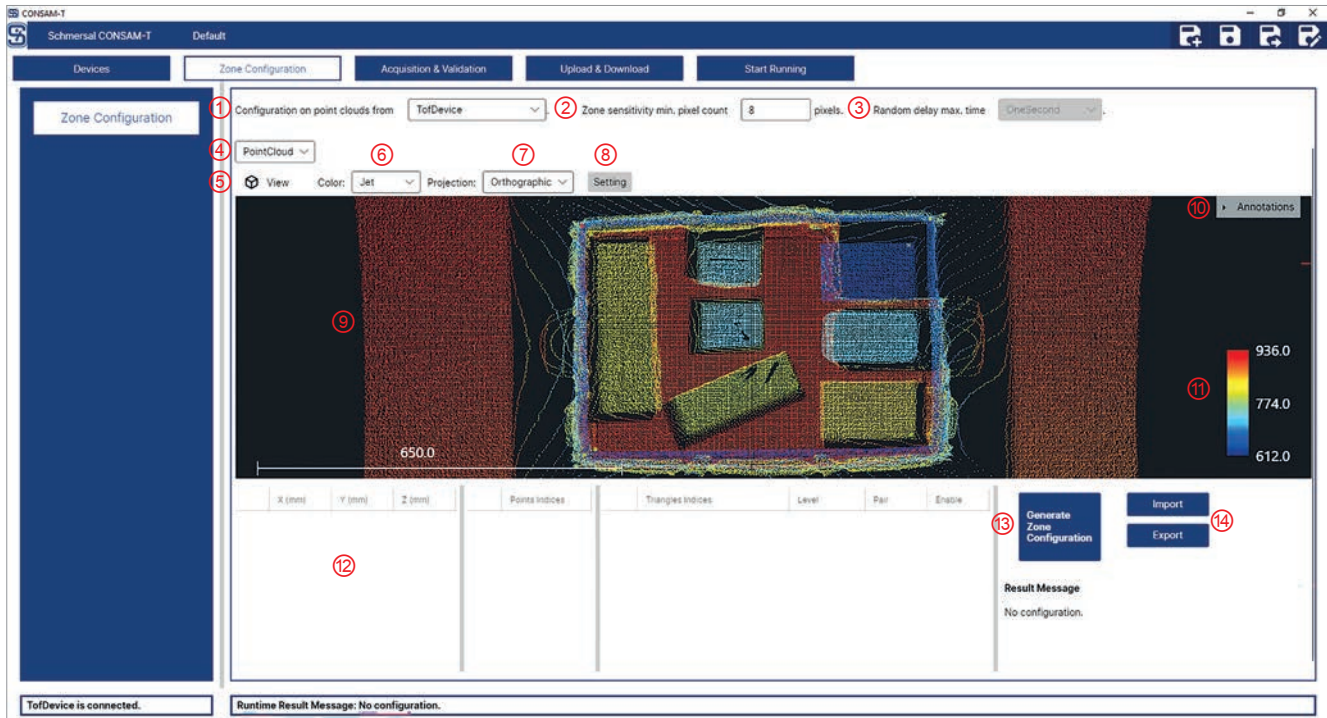 CONSAM-T
Schmersal CONSAM-T Default
Devices Zone Configuration Acquisition & Validation Upload & Download Start Running
Zone Configuration
① Configuration on point clouds from TofDevice . ② Zone sensitivity min. pixel count 8 pixels. ③ Random delay max. time OneSecond .
④ PointCloud
⑤ View Color: ⑥ Jet Projection: ⑦ Orthographic ⑧ Setting
⑩ Annotations
⑨
936.0
⑪ 774.0
612.0
650.0
X (mm) Y (mm) Z (mm) Points Indices Triangles Indices Level Pair Enable
⑫
⑬ Generate
Zone
Configuration
Import
Export
⑭
Result Message
No configuration.
TofDevice is connected. Runtime Result Message: No configuration.